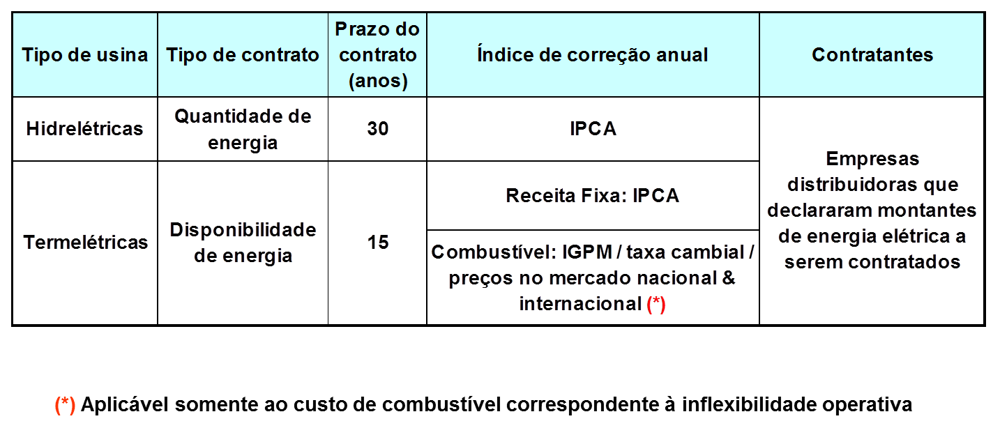 Tipo de usina
Tipo de contrato
Prazo do
contrato
(anos)
Índice de correção anual
Contratantes
Hidrelétricas
Quantidade de
energia
30
IPCA
Empresas
distribuidoras que
declararam montantes
de energia elétrica a
serem contratados
Termelétricas
Disponibilidade
de energia
15
Receita Fixa: IPCA
Combustível: IGPM / taxa cambial /
preços no mercado nacional &
internacional (*)
(*) Aplicável somente ao custo de combustível correspondente à inflexibilidade operativa